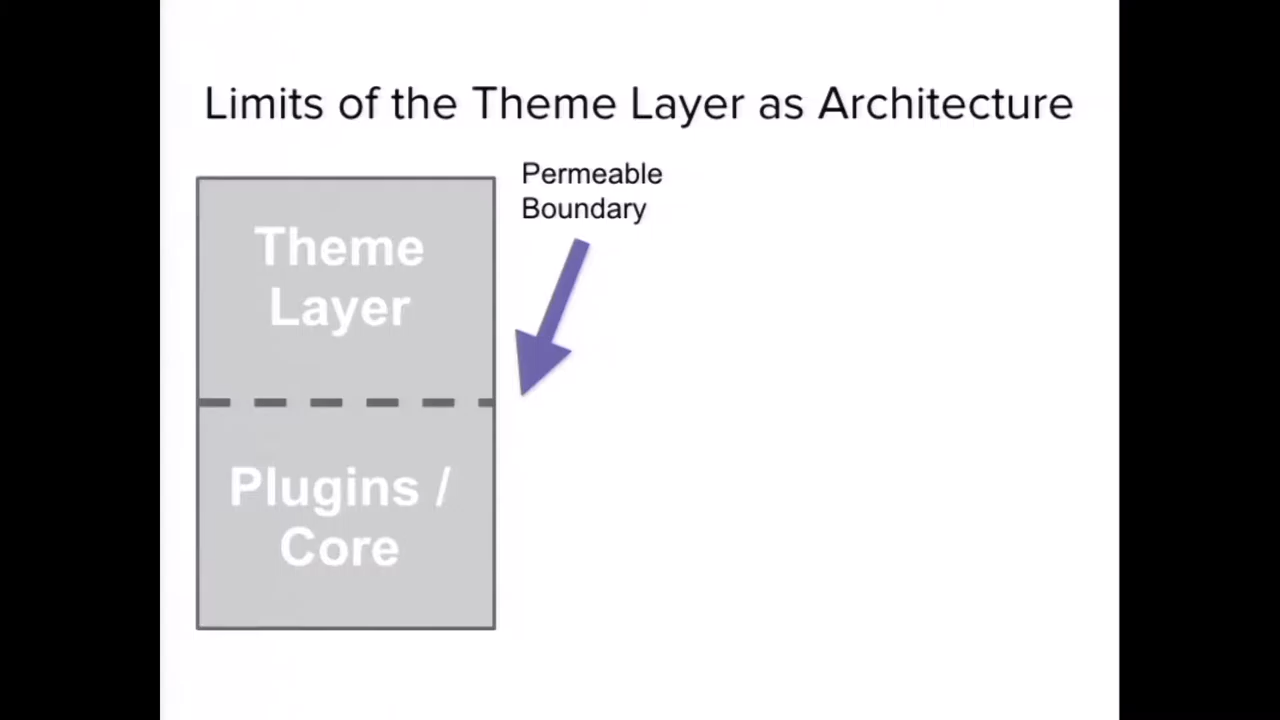 Limits of the Theme Layer as Architecture
Permeable
Boundary
Theme
Layer
Plugins /
Core